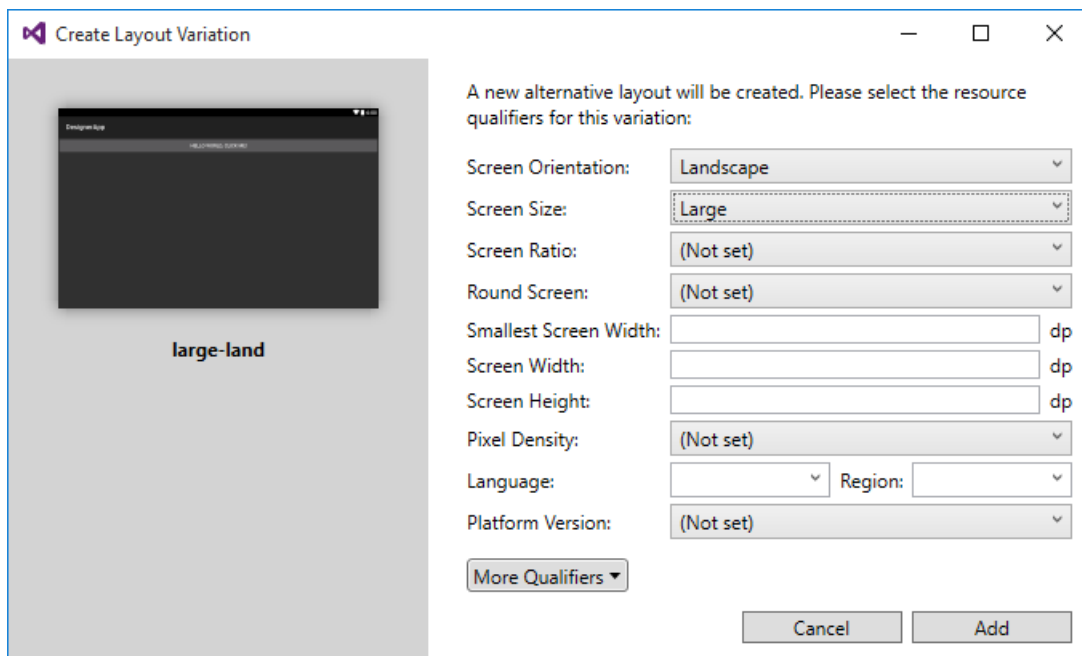 Create Layout Variation
Designer App
large-land
A new alternative layout will be created. Please select the resource
qualifiers for this variation:
Screen Orientation: Landscape
Screen Size: Large
Screen Ratio: (Not set)
Round Screen: (Not set)
Smallest Screen Width: dp
Screen Width: dp
Screen Height: dp
Pixel Density: (Not set)
Language: Region:
Platform Version: (Not set)
More Qualifiers
Cancel Add